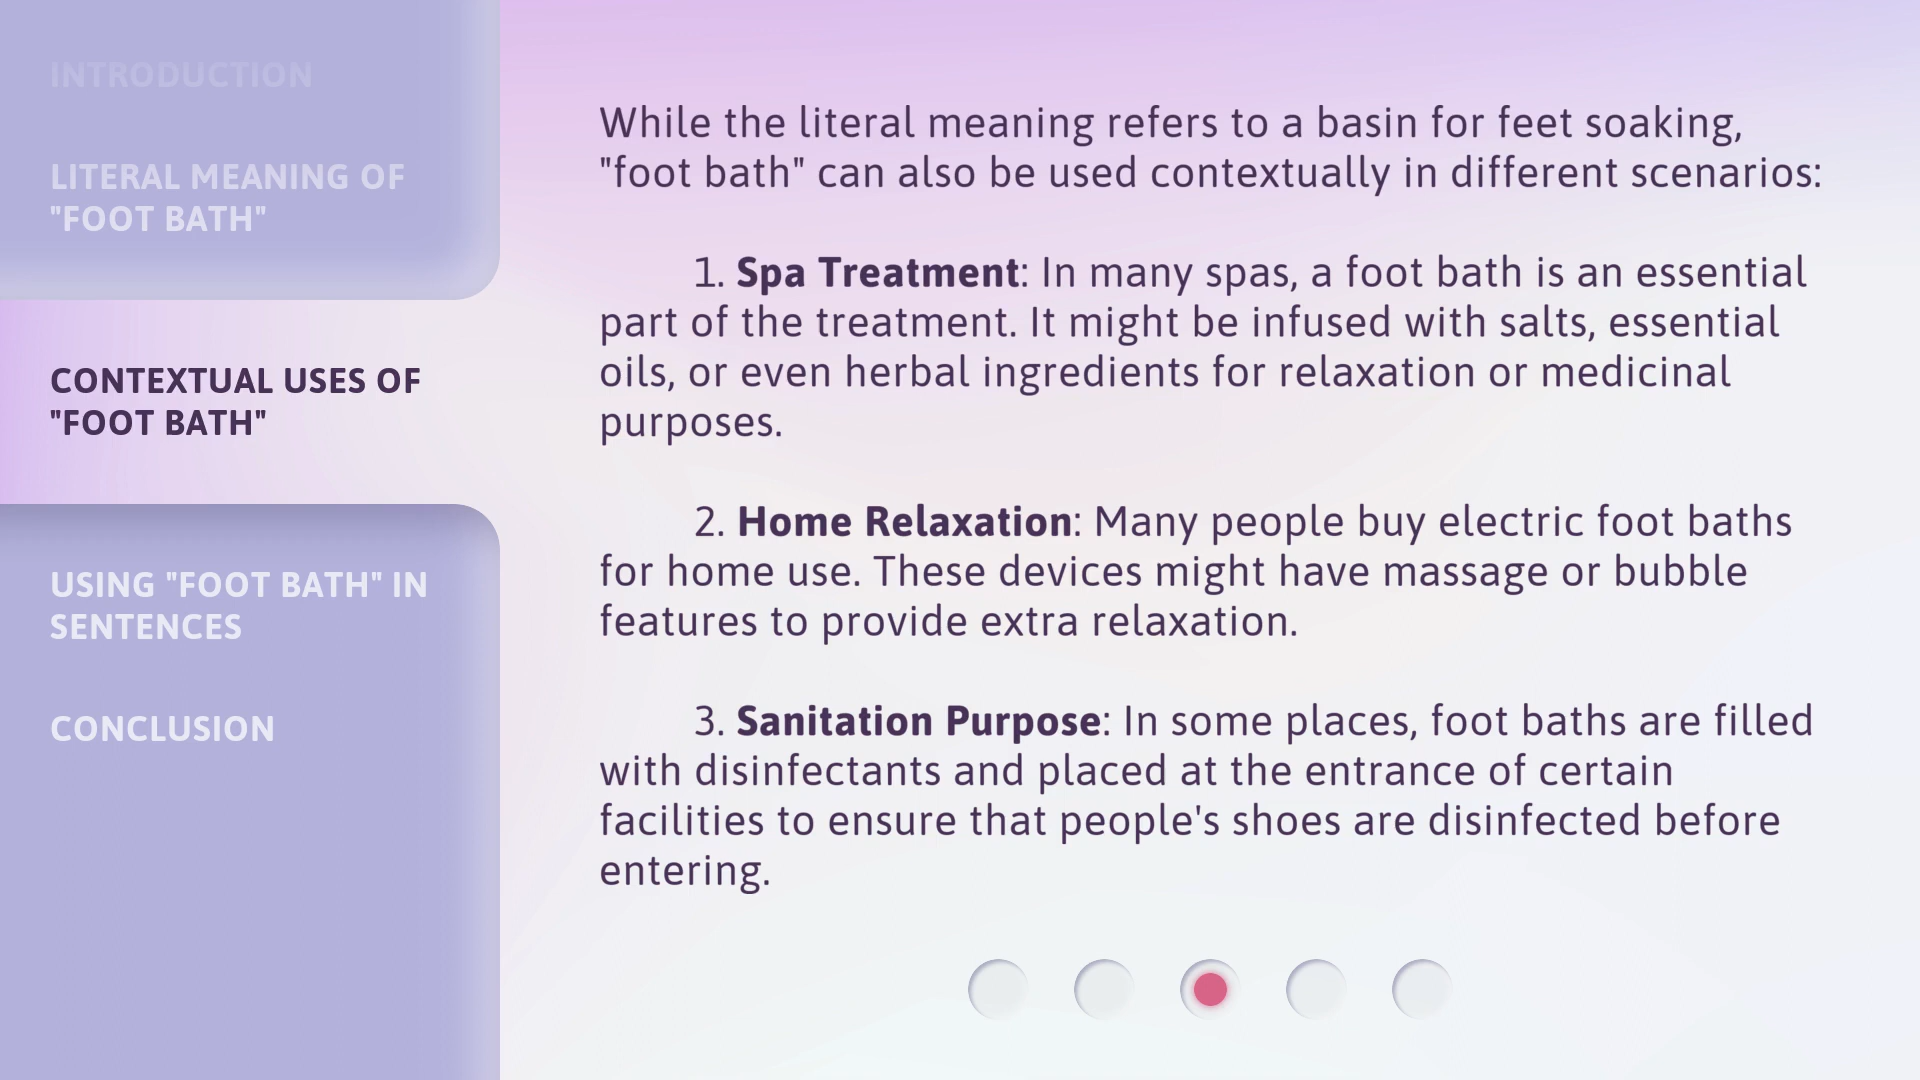 INTRODUCTION
LITERAL MEANING OF
"FOOT BATH"
CONTEXTUAL USES OF
"FOOT BATH"
USING "FOOT BATH" IN
SENTENCES
CONCLUSION
While the literal meaning refers to a basin for feet soaking,
"foot bath" can also be used contextually in different scenarios:
1. Spa Treatment: In many spas, a foot bath is an essential
part of the treatment. It might be infused with salts, essential
oils, or even herbal ingredients for relaxation or medicinal
purposes.
2. Home Relaxation: Many people buy electric foot baths
for home use. These devices might have massage or bubble
features to provide extra relaxation.
3. Sanitation Purpose: In some places, foot baths are filled
with disinfectants and placed at the entrance of certain
facilities to ensure that people's shoes are disinfected before
entering.